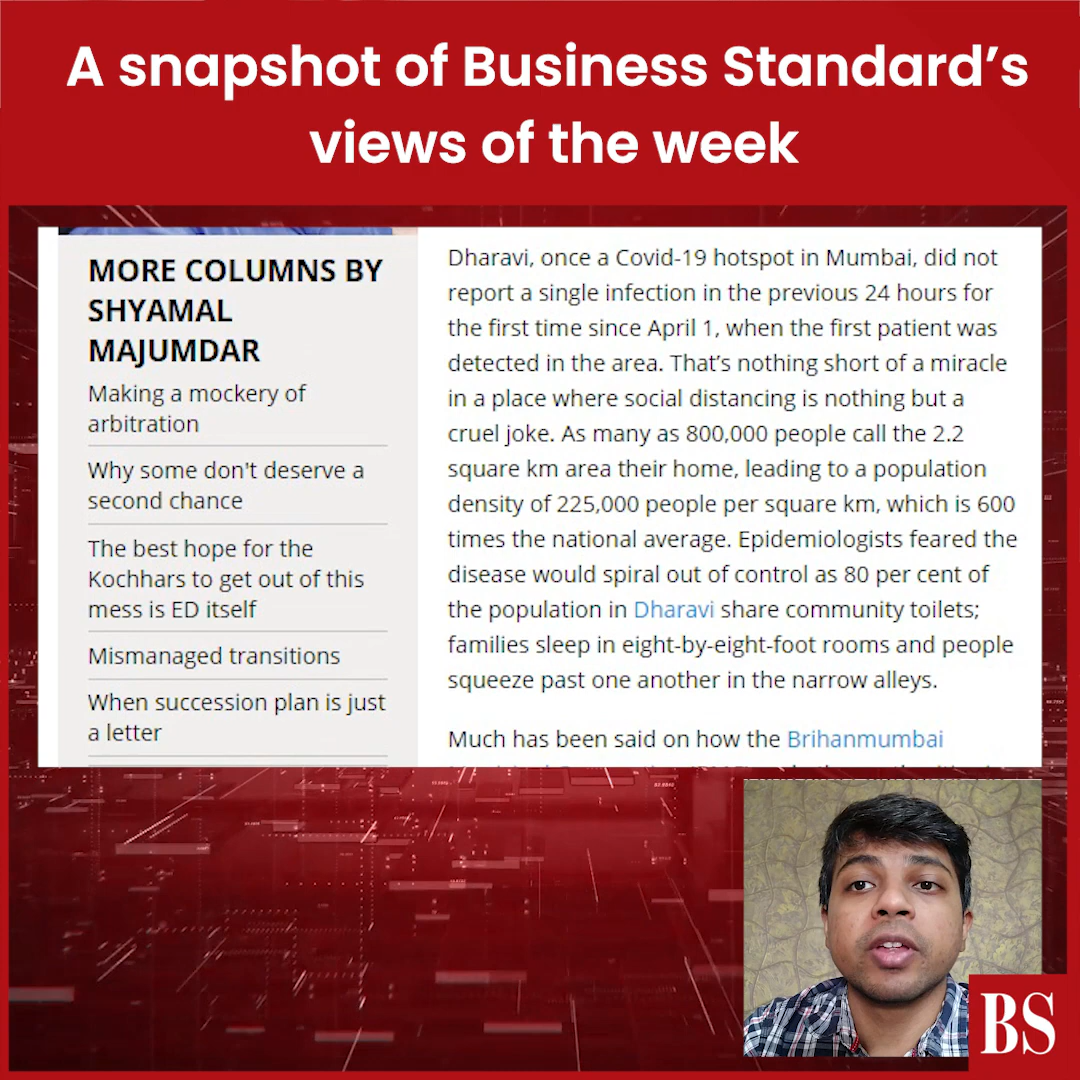 A snapshot of Business Standard’s
views of the week
MORE COLUMNS BY
SHYAMAL
MAJUMDAR
Making a mockery of
arbitration
Why some don't deserve a
second chance
The best hope for the
Kochhars to get out of this
mess is ED itself
Mismanaged transitions
When succession plan is just
a letter
Dharavi, once a Covid-19 hotspot in Mumbai, did not
report a single infection in the previous 24 hours for
the first time since April 1, when the first patient was
detected in the area. That’s nothing short of a miracle
in a place where social distancing is nothing but a
cruel joke. As many as 800,000 people call the 2.2
square km area their home, leading to a population
density of 225,000 people per square km, which is 600
times the national average. Epidemiologists feared the
disease would spiral out of control as 80 per cent of
the population in Dharavi share community toilets;
families sleep in eight-by-eight-foot rooms and people
squeeze past one another in the narrow alleys.
Much has been said on how the Brihanmumbai
BS